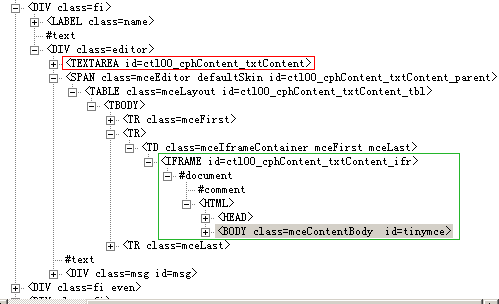 <DIV class=fi>
<LABEL class=name>
#text
<DIV class=editor>
<TEXTAREA id=ctl00_cphContent_txtContent>
<SPAN class=mceEditor defaultSkin id=ctl00_cphContent_txtContent_parent>
<TABLE class=mceLayout id=ctl00_cphContent_txtContent_tbl>
<TBODY>
<TR class=mceFirst>
<TR>
<TD class=mceIframeContainer mceFirst mceLast>
<IFRAME id=ctl00_cphContent_txtContent_ifr>
#document
#comment
<HTML>
<HEAD>
<BODY class=mceContentBody  id=tinymce>
<TR class=mceLast>
#text
<DIV class=msg id=msg>
<DIV class=fi even>
<DIV class=fi>